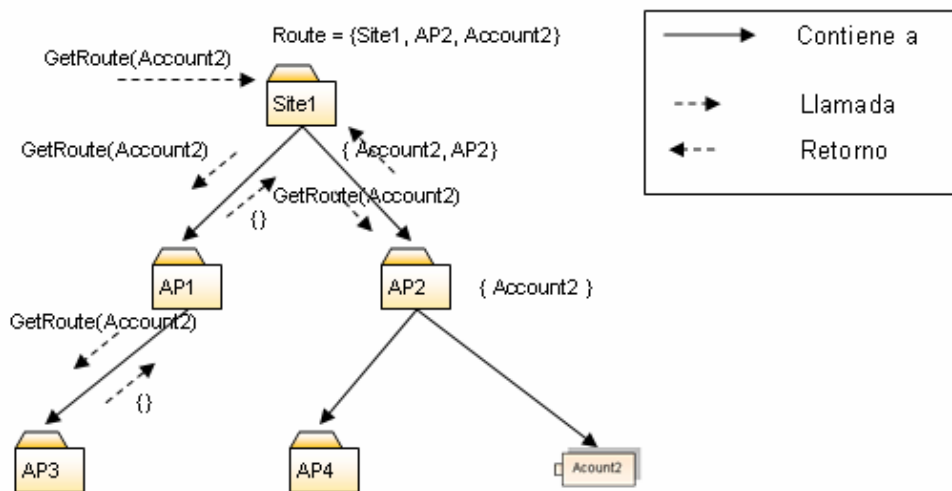 Route = {Site1, AP2, Account2}
GetRoute(Account2)
Site1
GetRoute(Account2)
{ Account2, AP2}
GetRoute(Account2)
{}
AP1
AP2
{ Account2 }
GetRoute(Account2)
{}
AP3
AP4
Acount2
Contiene a
Llamada
Retorno